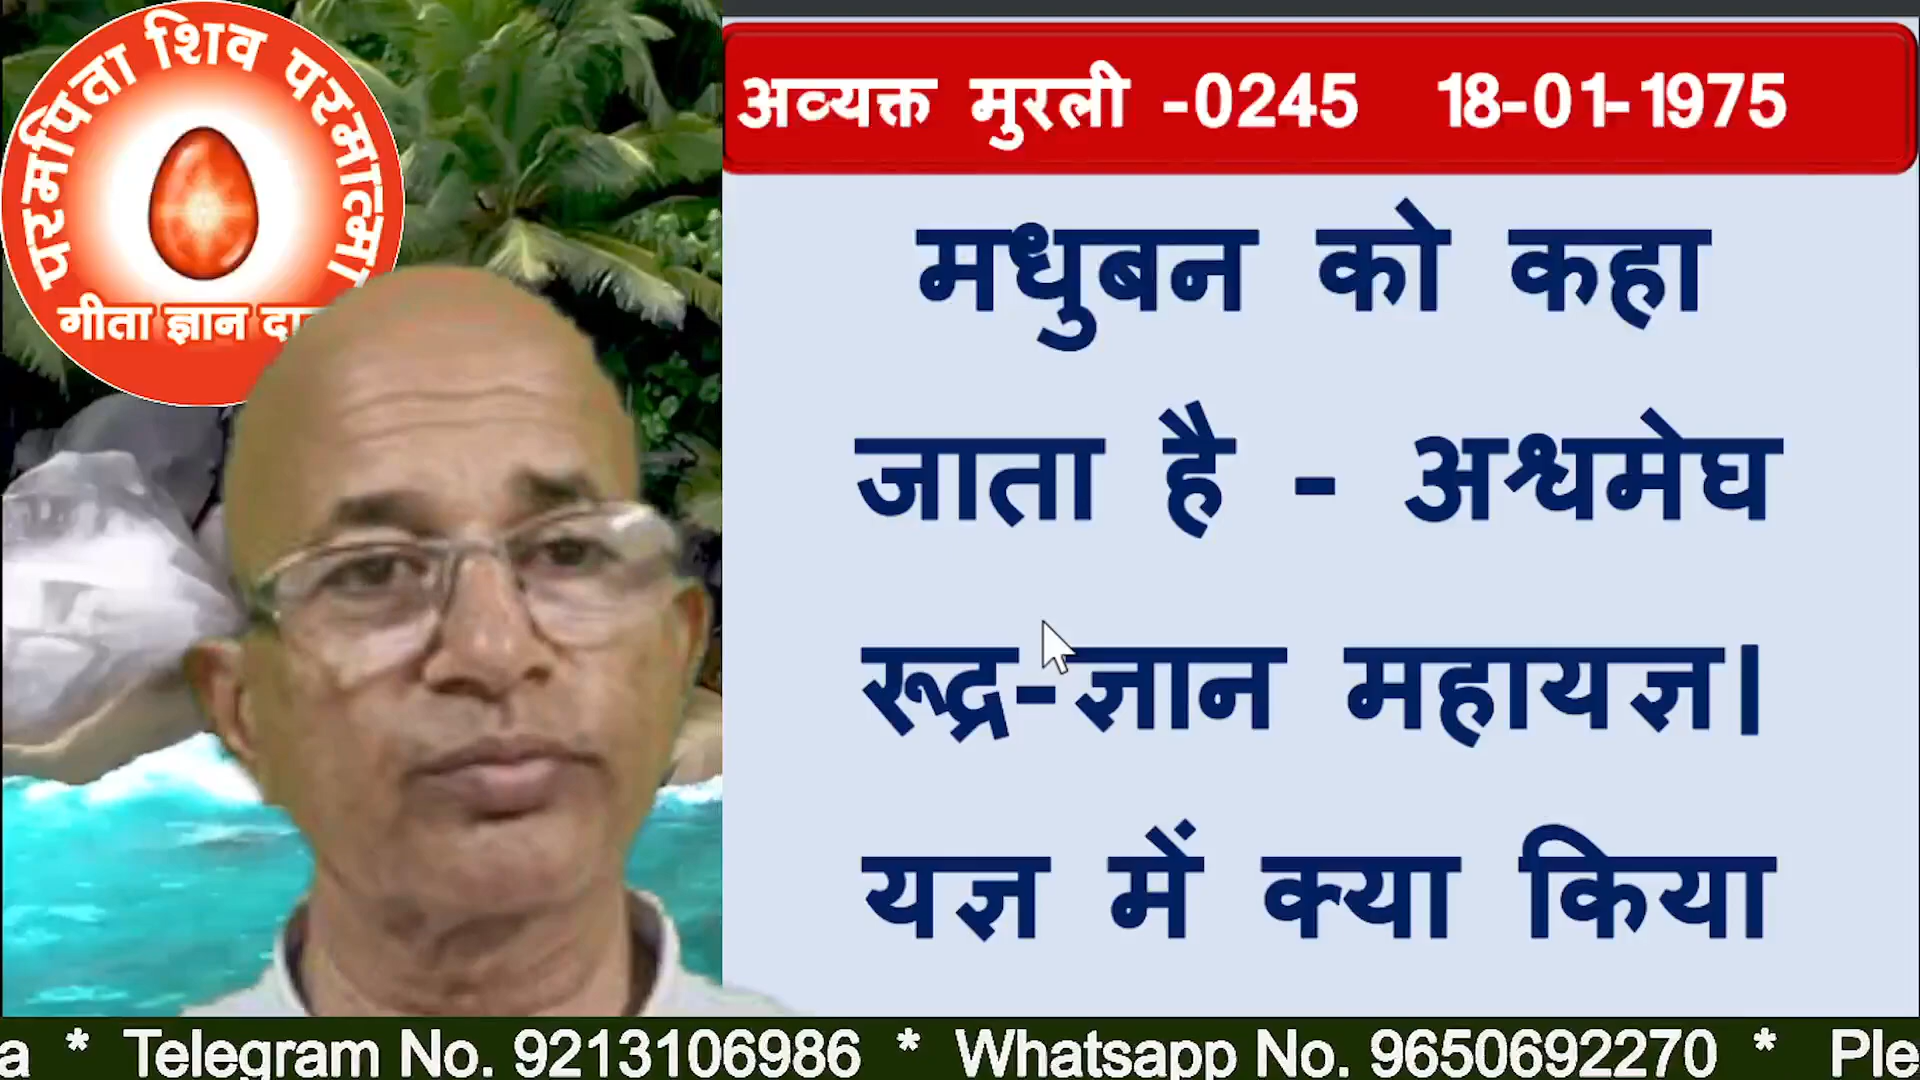 परमपिता शिव परमात्मा
गीता ज्ञान
अव्यक्त मुरली -0245 18-01-1975
मधुबन को कहा
जाता है - अश्वमेघ
रूद्र-ज्ञान महायज्ञ।
यज्ञ में क्या किया
a * Telegram No. 9213106986 * Whatsapp No. 9650692270 * Ple